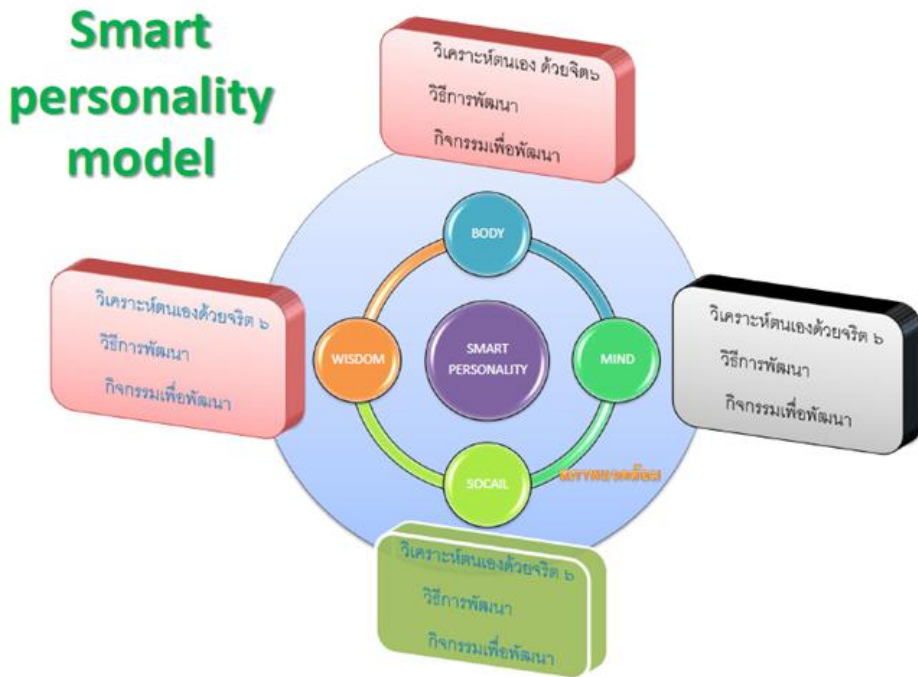 Smart
personality
model
วิเคราะห์ตนเอง ด้วยจิต๖
วิธีการพัฒนา
กิจกรรมเพื่อพัฒนา
BODY
วิเคราะห์ตนเองด้วยจริต ๖
วิธีการพัฒนา
กิจกรรมเพื่อพัฒนา
WISDOM
SMART
PERSONALITY
MIND
วิเคราะห์ตนเองด้วยจริต ๖
วิธีการพัฒนา
กิจกรรมเพื่อพัฒนา
SOCAIL
วิเคราะห์ตนเองด้วยจริต ๖
วิธีการพัฒนา
กิจกรรมเพื่อพัฒนา